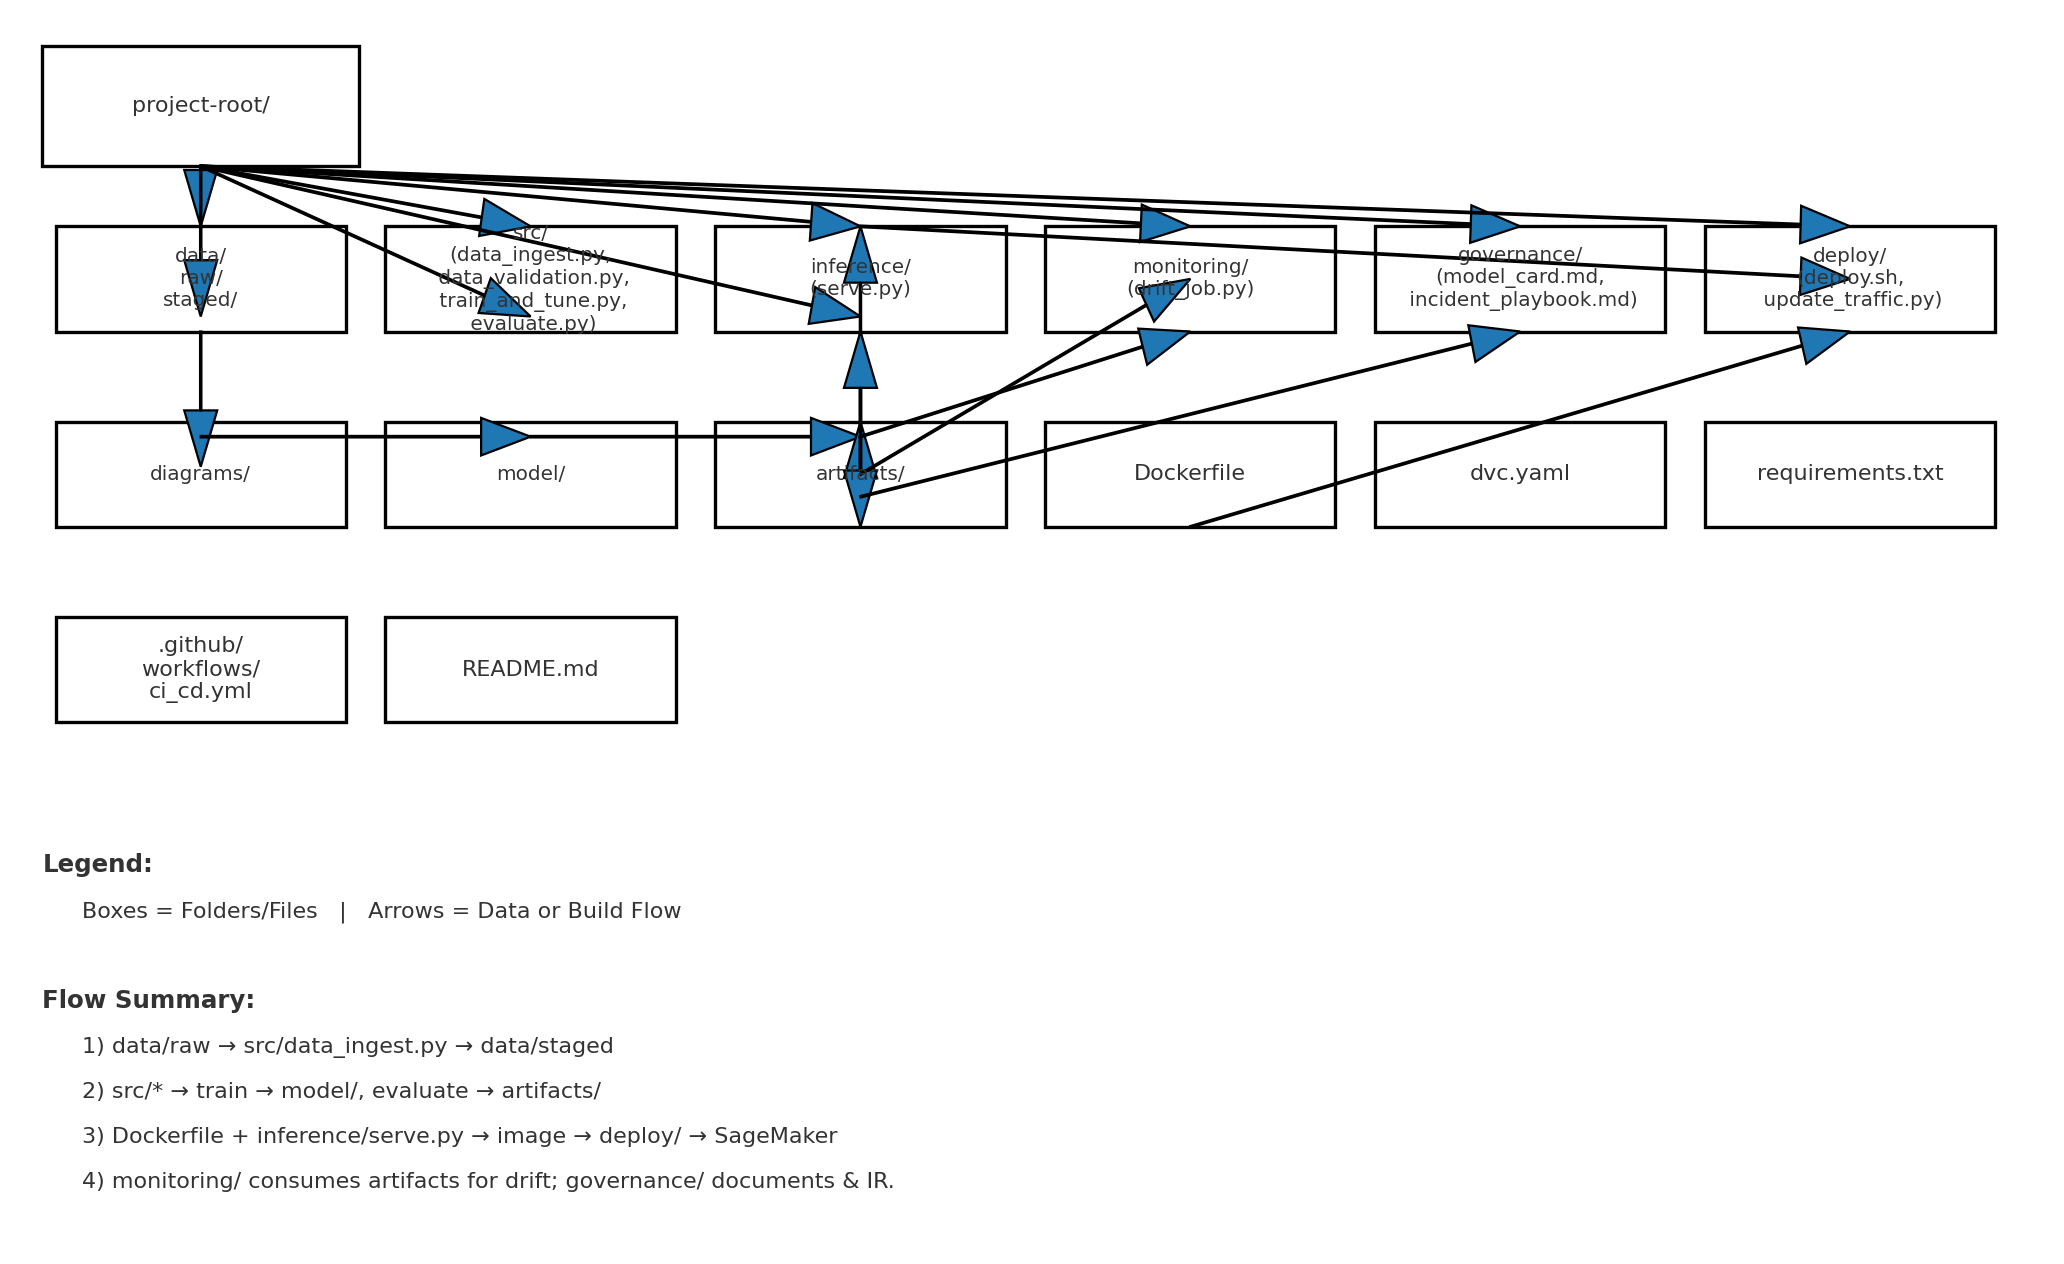 project-root/
data/
raw/
staged/
src/
(data_ingest.py,
data_validation.py,
train_and_tune.py,
evaluate.py)
inference/
(serve.py)
monitoring/
(drift_job.py)
governance/
(model_card.md,
incident_playbook.md)
deploy/
(deploy.sh,
update_traffic.py)
diagrams/
model/
artifacts/
Dockerfile
dvc.yaml
requirements.txt
.github/
workflows/
ci_cd.yml
README.md
Legend:
Boxes = Folders/Files | Arrows = Data or Build Flow
Flow Summary:
1) data/raw → src/data_ingest.py → data/staged
2) src/* → train → model/, evaluate → artifacts/
3) Dockerfile + inference/serve.py → image → deploy/ → SageMaker
4) monitoring/ consumes artifacts for drift; governance/ documents & IR.